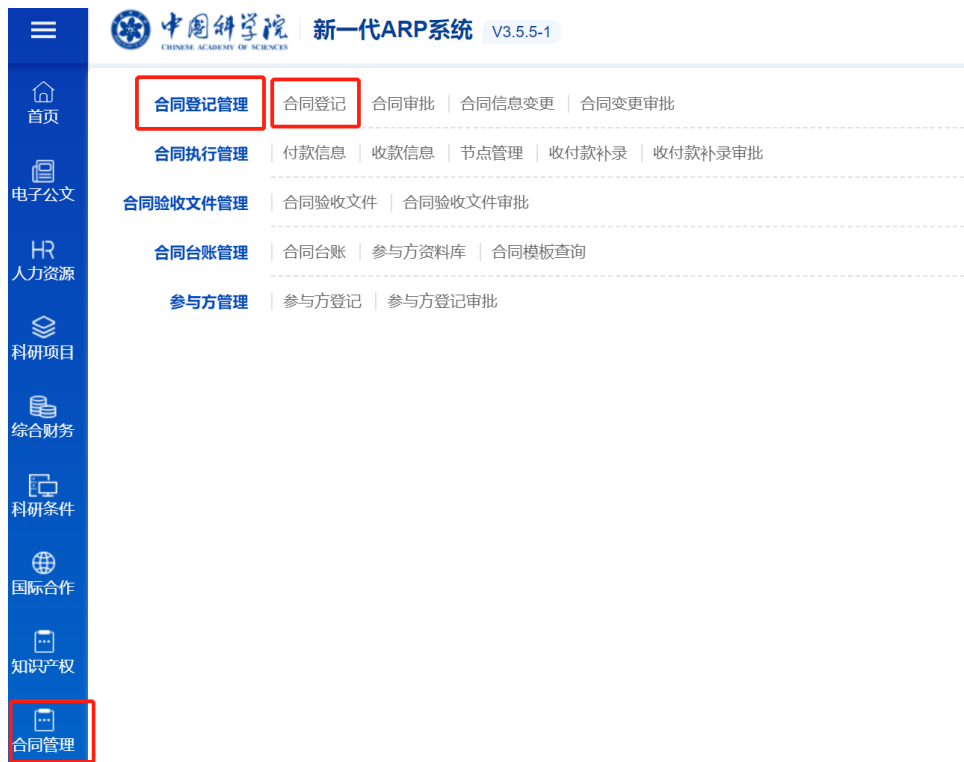 中国科学院
CHINESE ACADEMY OF SCIENCES
新一代ARP系统 V3.5.5-1
首页
电子公文
HR
人力资源
科研项目
综合财务
科研条件
国际合作
知识产权
合同管理
合同登记管理 合同登记 合同审批 合同信息变更 合同变更审批
合同执行管理 付款信息 收款信息 节点管理 收付款补录 收付款补录审批
合同验收文件管理 合同验收文件 合同验收文件审批
合同台账管理 合同台账 参与方资料库 合同模板查询
参与方管理 参与方登记 参与方登记审批